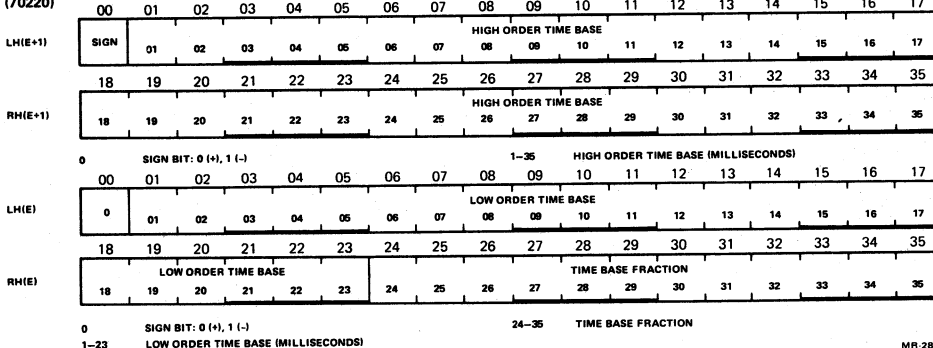 (70220)
00 01 02 03 04 05 06 07 08 09 10 11 12 13 14 15 16 17
HIGH ORDER TIME BASE
LH(E+1) SIGN 01 02 03 04 05 06 07 08 09 10 11 12 13 14 15 16 17
18 19 20 21 22 23 24 25 26 27 28 29 30 31 32 33 34 35
HIGH ORDER TIME BASE
RH(E+1) 18 19 20 21 22 23 24 25 26 27 28 29 30 31 32 33 34 35
0 SIGN BIT: 0 (+), 1 (–) 1–35 HIGH ORDER TIME BASE (MILLISECONDS)
00 01 02 03 04 05 06 07 08 09 10 11 12 13 14 15 16 17
LOW ORDER TIME BASE
LH(E) 0 01 02 03 04 05 06 07 08 09 10 11 12 13 14 15 16 17
18 19 20 21 22 23 24 25 26 27 28 29 30 31 32 33 34 35
LOW ORDER TIME BASE TIME BASE FRACTION
RH(E) 18 19 20 21 22 23 24 25 26 27 28 29 30 31 32 33 34 35
0 SIGN BIT: 0 (+), 1 (–) 24–35 TIME BASE FRACTION
1–23 LOW ORDER TIME BASE (MILLISECONDS)
MR-28